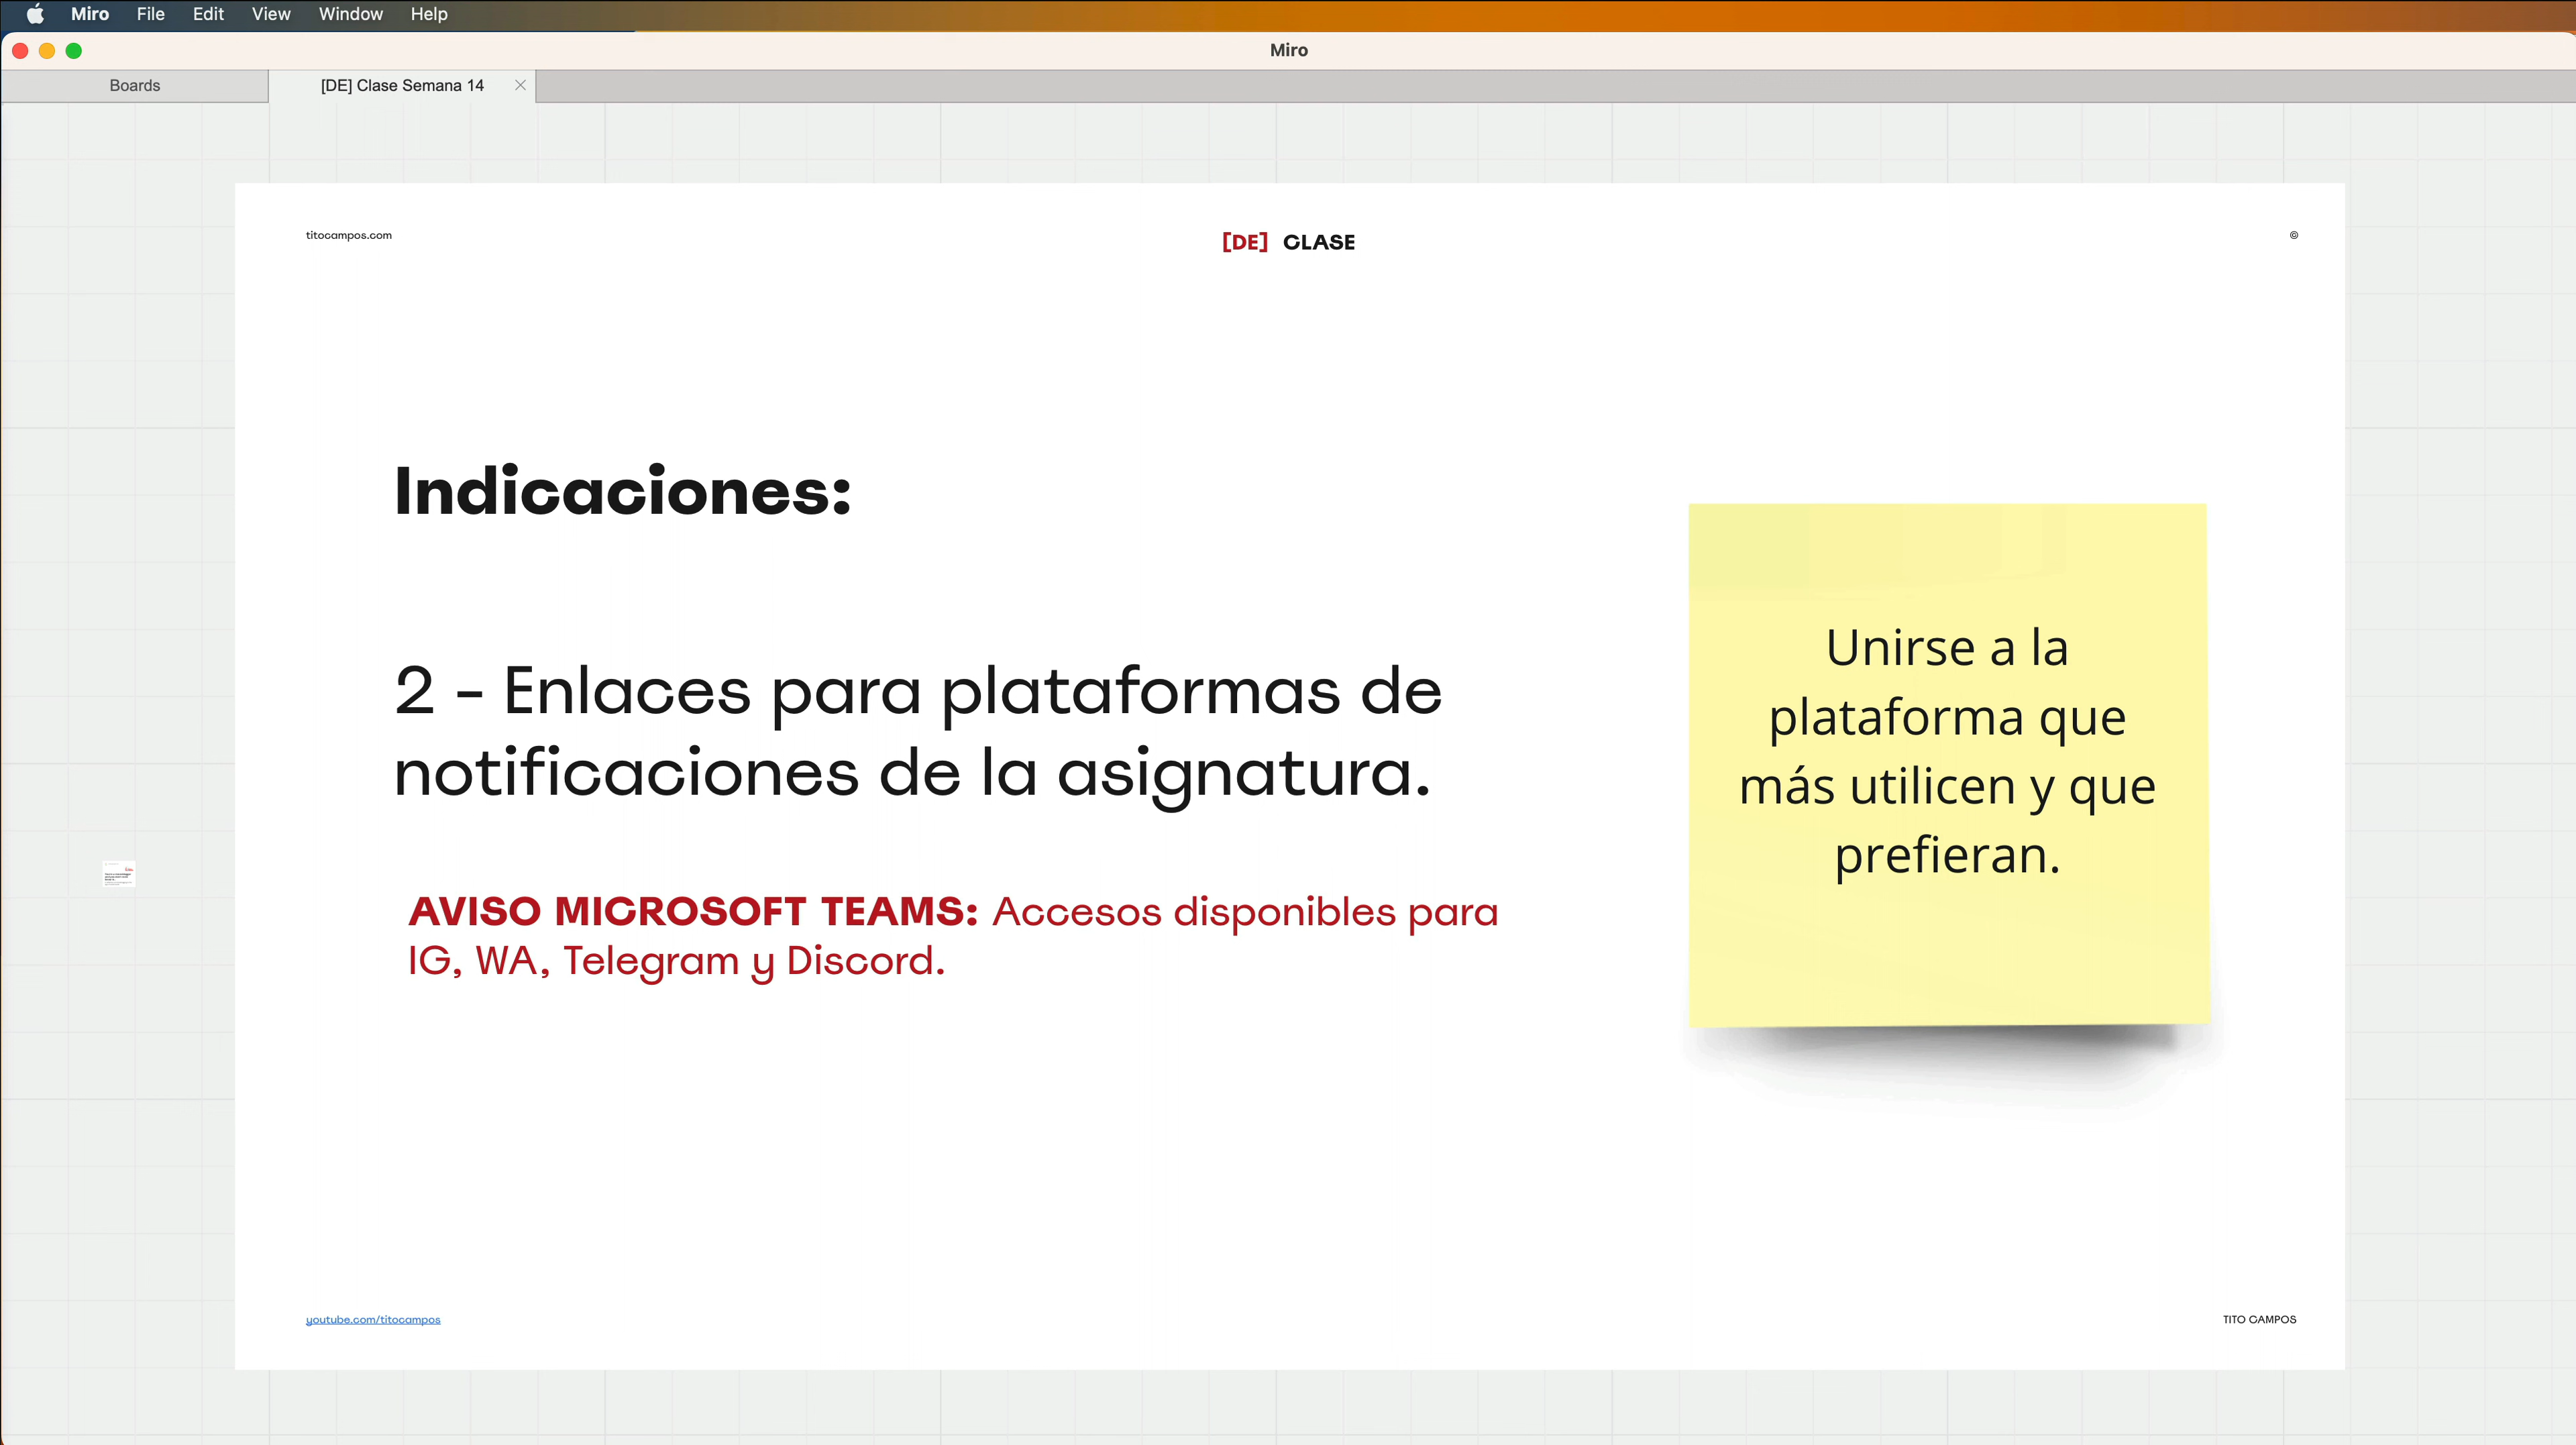 Miro File Edit View Window Help
Miro
Boards
[DE] Clase Semana 14
titocampos.com
[DE] CLASE
©
Indicaciones:
2 - Enlaces para plataformas de
notificaciones de la asignatura.
AVISO MICROSOFT TEAMS: Accesos disponibles para
IG, WA, Telegram y Discord.
Unirse a la
plataforma que
más utilicen y que
prefieran.
youtube.com/titocampos
TITO CAMPOS